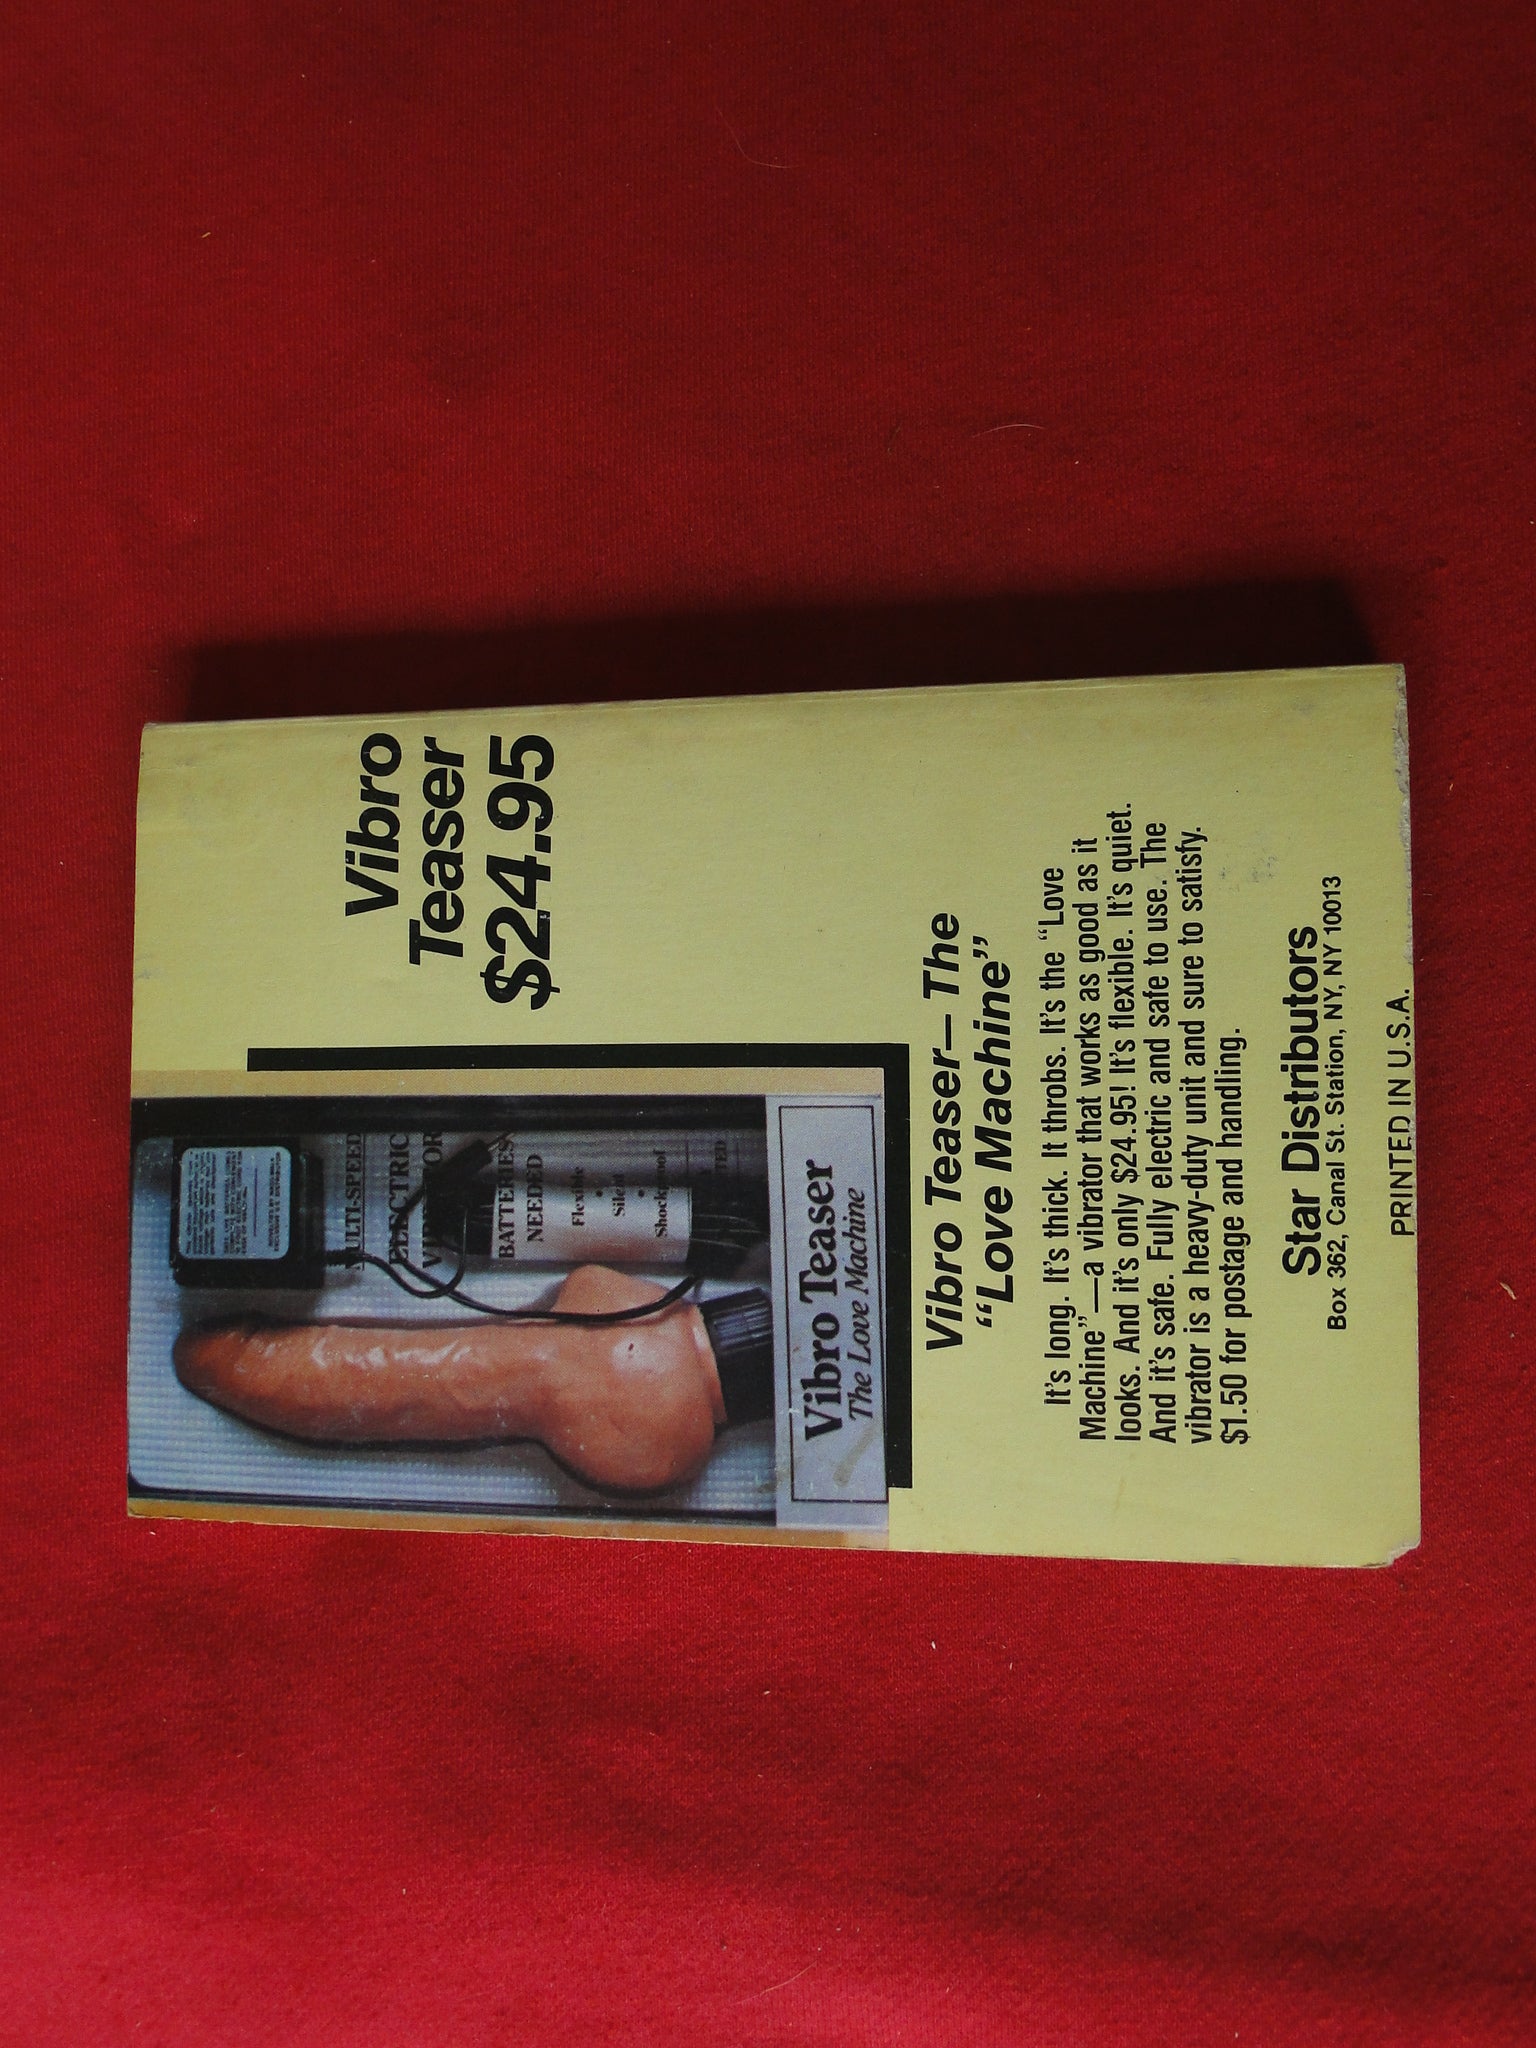 Vibro
Teaser
$24.95
MULTI-SPEED
ELECTRIC
VIBRATOR
BATTERIES
NEEDED
Flexible
•
Silent
•
Shockproof
Vibro Teaser
The Love Machine
Vibro Teaser— The
“Love Machine”
It’s long. It’s thick. It throbs. It’s the “Love
Machine”—a vibrator that works as good as it
looks. And it’s only $24.95! It’s flexible. It’s quiet.
And it’s safe. Fully electric and safe to use. The
vibrator is a heavy-duty unit and sure to satisfy.
$1.50 for postage and handling.
Star Distributors
Box 362, Canal St. Station, NY, NY 10013
PRINTED IN U.S.A.